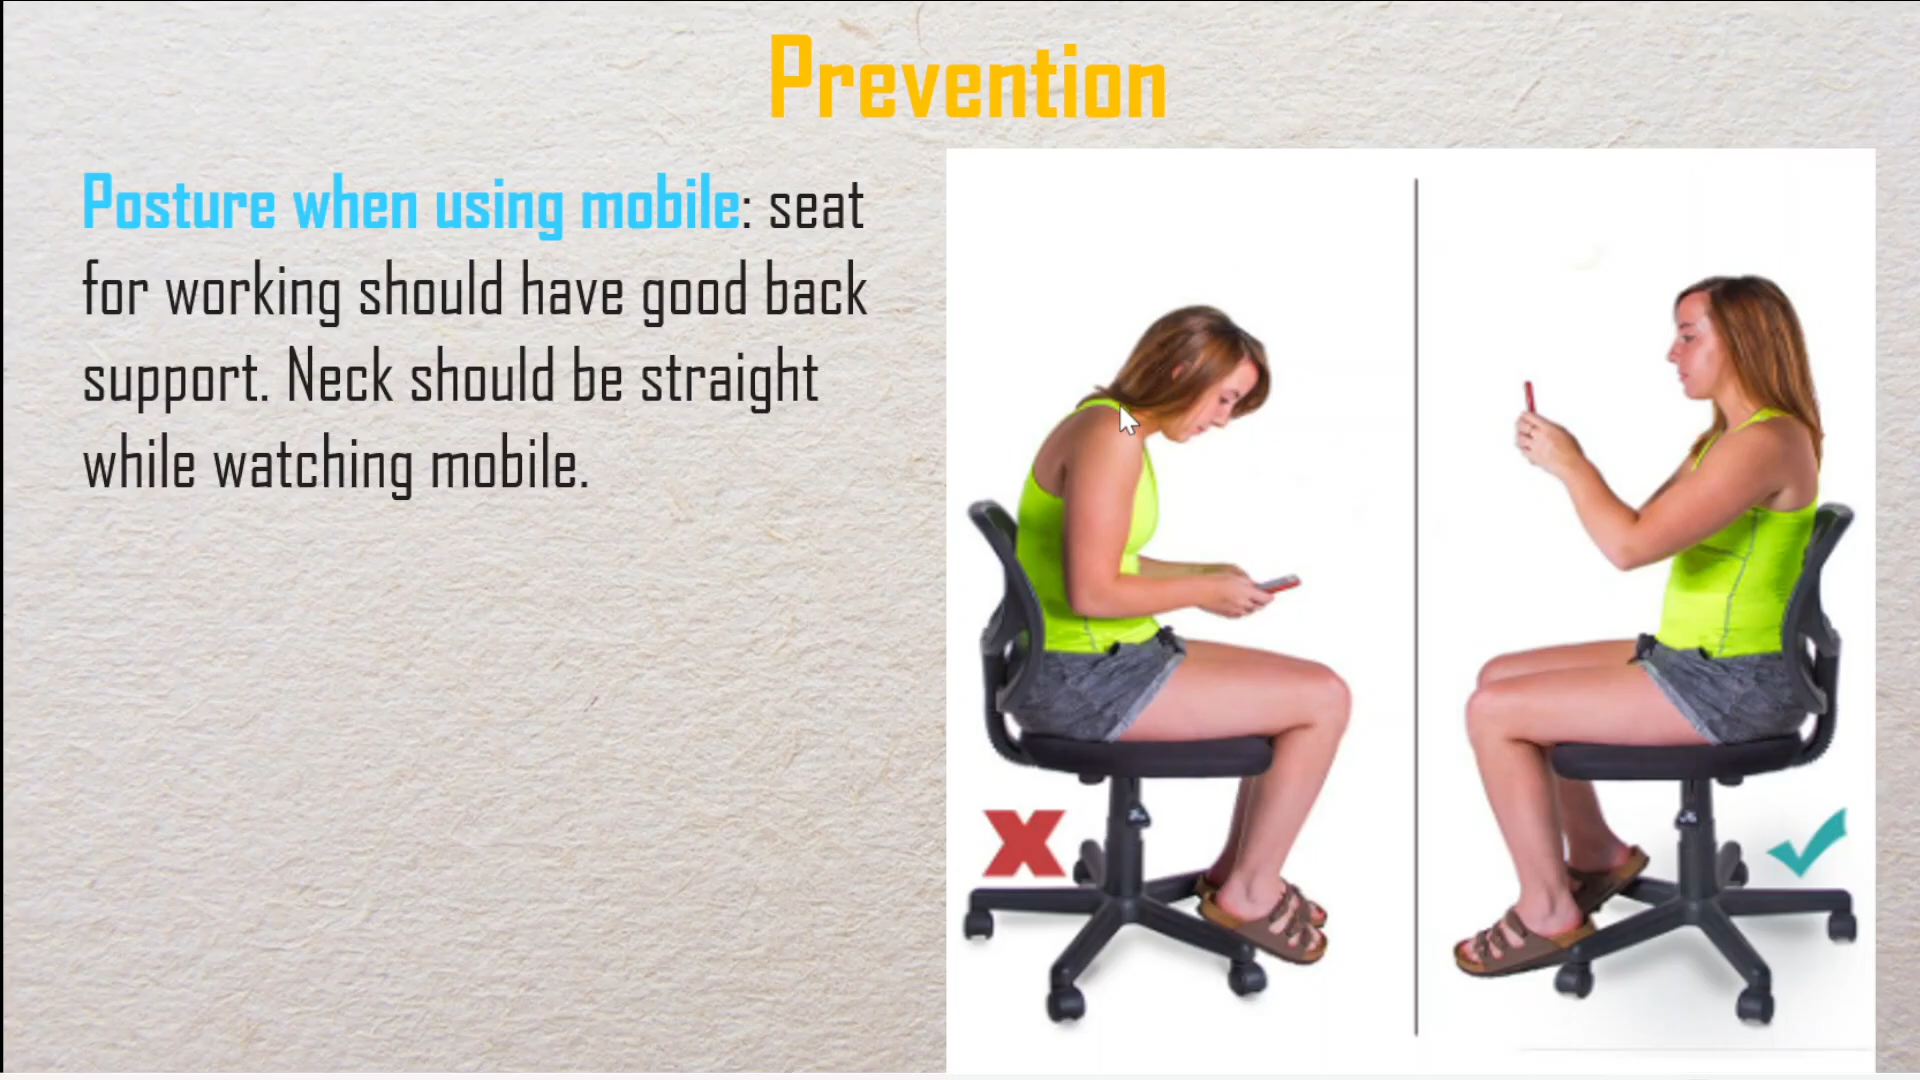 Prevention
Posture when using mobile: seat
for working should have good back
support. Neck should be straight
while watching mobile.